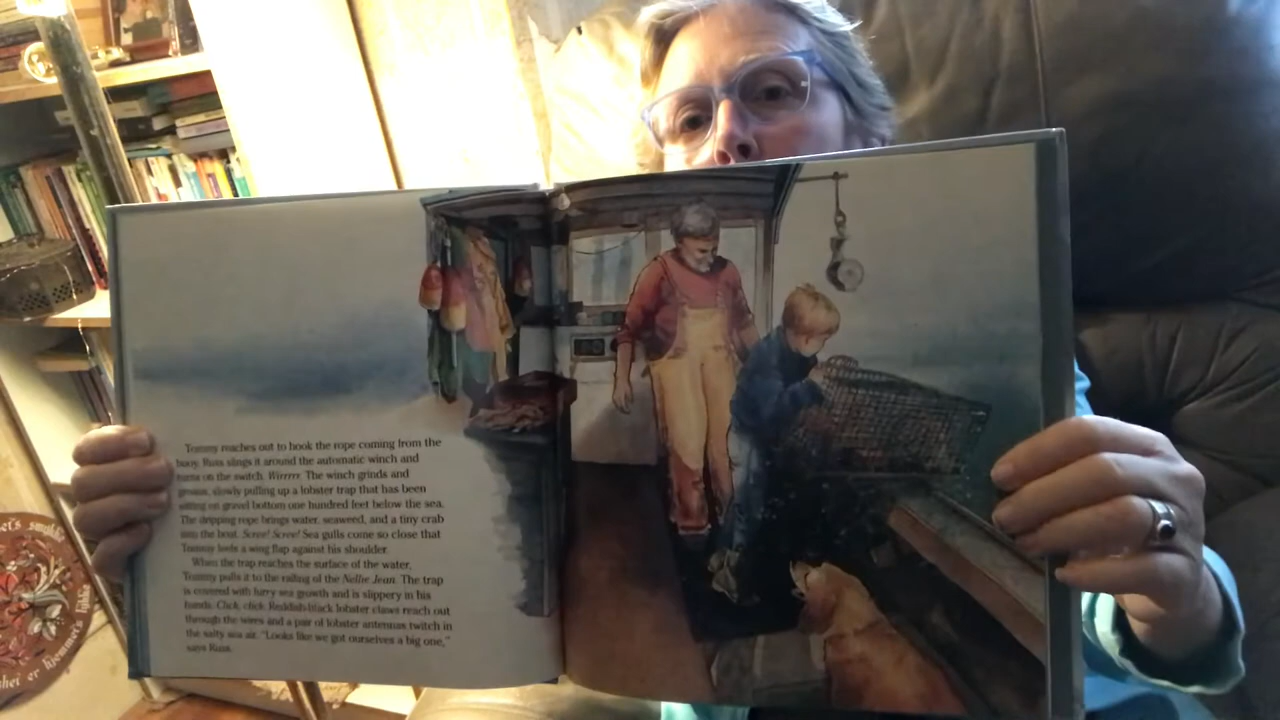 Tommy reaches out to hook the rope coming from the
buoy. Russ slings it around the automatic winch and
turns on the switch. Wirrrrr. The winch grinds and
groans, slowly pulling up a lobster trap that has been
sitting on gravel bottom one hundred feet below the sea.
The dripping rope brings water, seaweed, and a tiny crab
into the boat. Scree! Scree! Sea gulls come so close that
Tommy feels a wing flap against his shoulder.
When the trap reaches the surface of the water,
Tommy pulls it to the railing of the Nellie Jean. The trap
is covered with furry sea growth and is slippery in his
hands. Click, click. Reddish-black lobster claws reach out
through the wires and a pair of lobster antennas twitch in
the salty sea air. "Looks like we got ourselves a big one,"
says Russ.